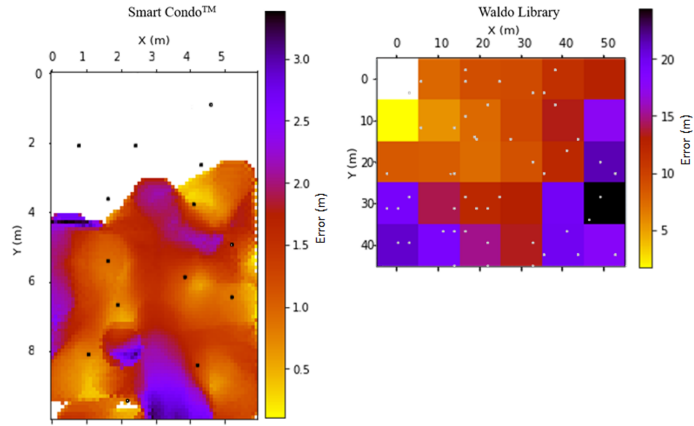 Smart Condo™
X (m)
0 1 2 3 4 5
0
2
4
6
8
Y (m)
3.0
2.5
2.0
1.5
1.0
0.5
Error (m)
Waldo Library
X (m)
0 10 20 30 40 50
0
10
20
30
40
Y (m)
20
15
10
5
Error (m)